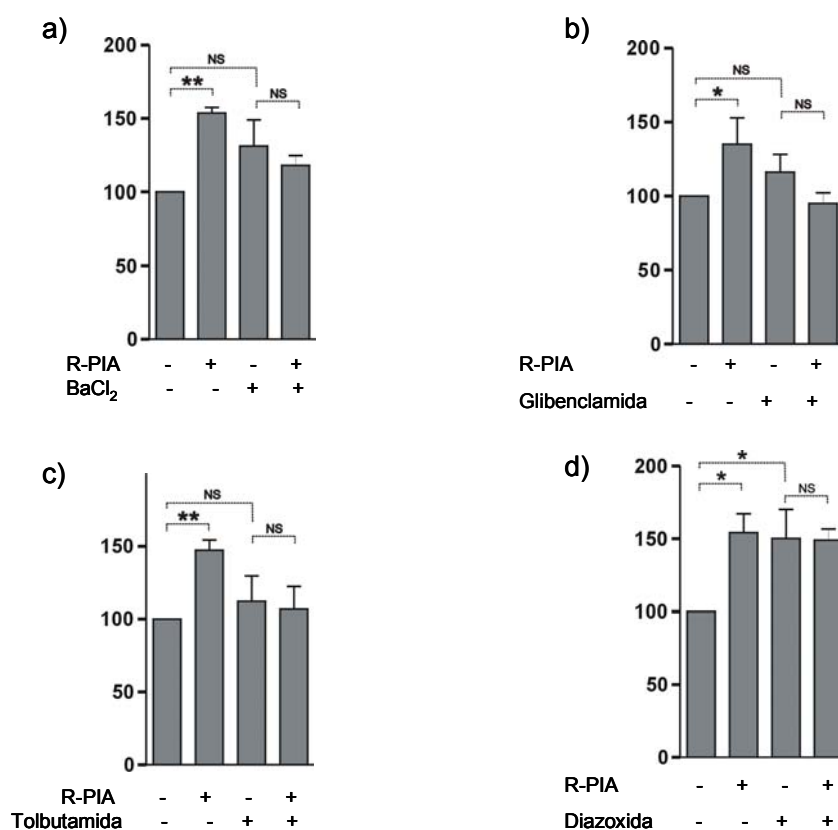 a)
200
150
100
50
0
NS
**
NS
R-PIA - + - +
BaCl₂ - - + +
b)
200
150
100
50
0
NS
*
NS
R-PIA - + - +
Glibenclamida - - + +
c)
150
100
50
0
NS
**
NS
R-PIA - + - +
Tolbutamida - - + +
d)
200
150
100
50
0
*
*
NS
R-PIA - + - +
Diazoxida - - + +